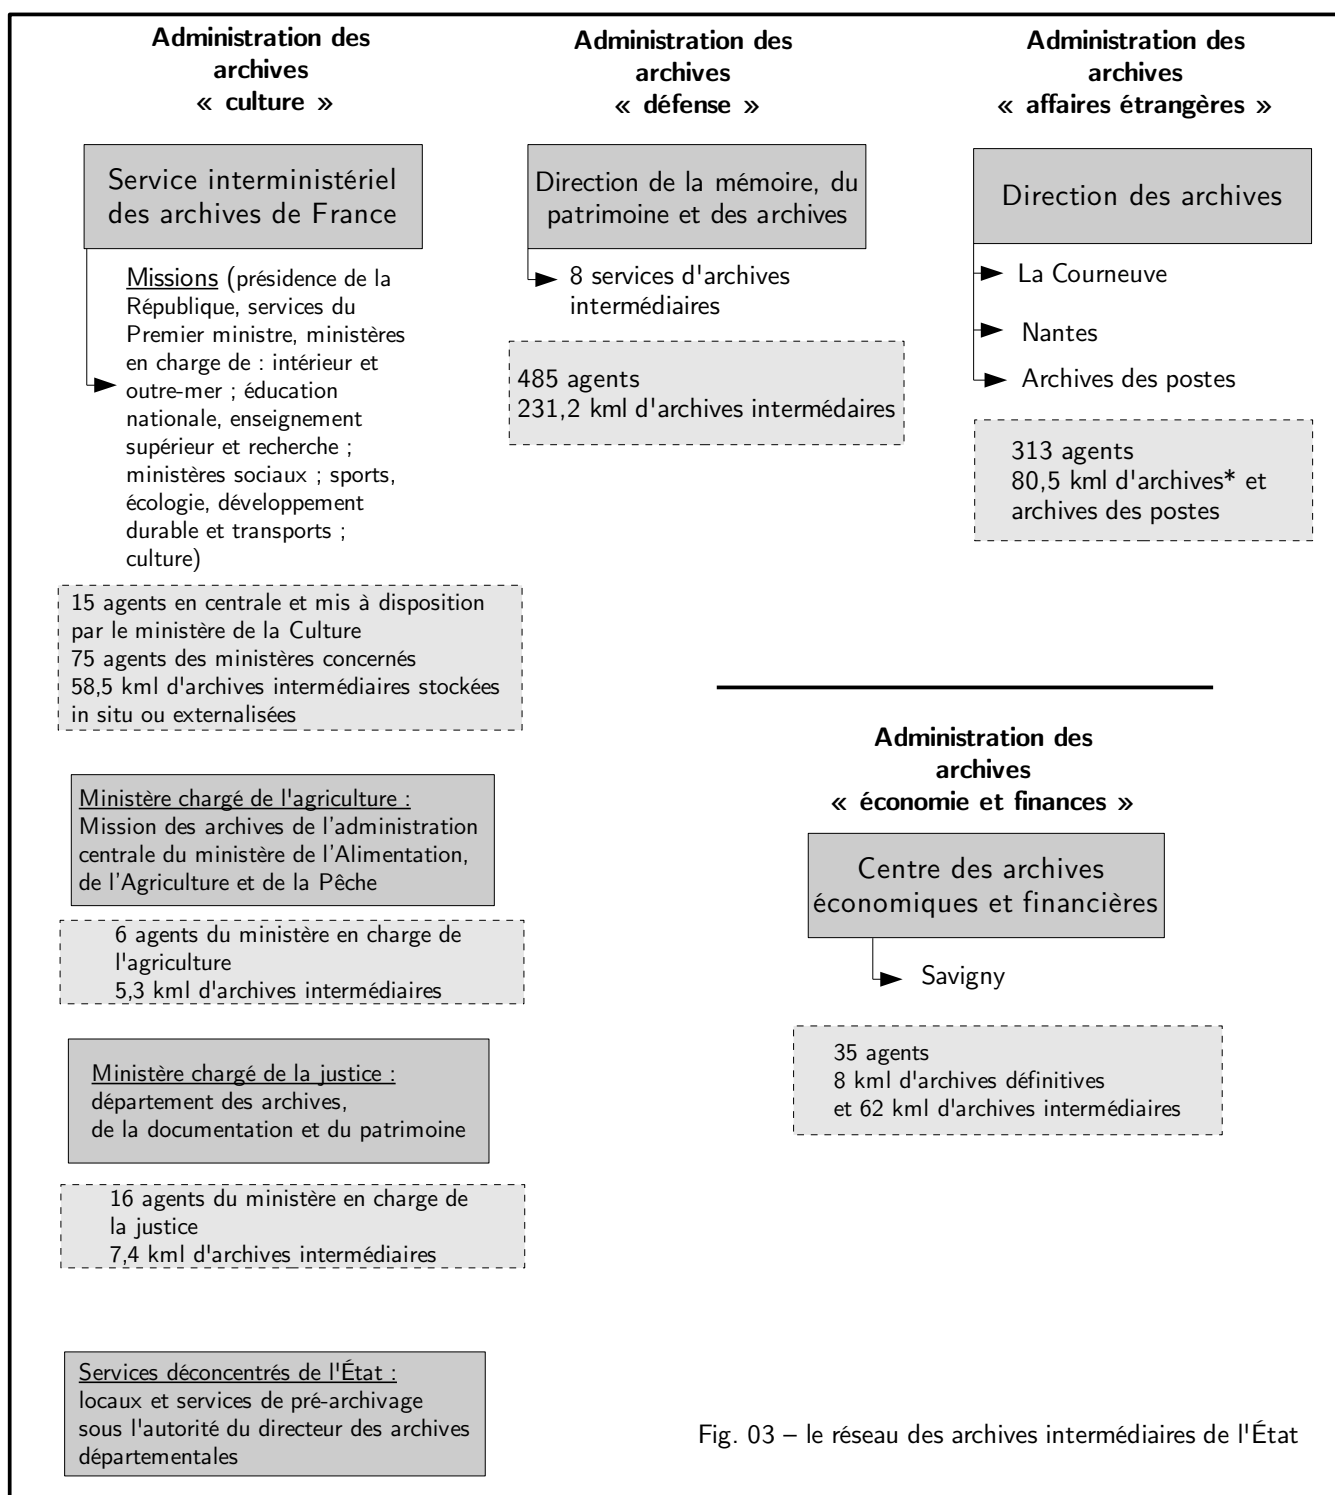 Administration des
archives
« culture »
Service interministériel
des archives de France
Missions (présidence de la
République, services du
Premier ministre, ministères
en charge de : intérieur et
outre-mer ; éducation
nationale, enseignement
supérieur et recherche ;
ministères sociaux ; sports,
écologie, développement
durable et transports ;
culture)
15 agents en centrale et mis à disposition
par le ministère de la Culture
75 agents des ministères concernés
58,5 kml d'archives intermédiaires stockées
in situ ou externalisées
Ministère chargé de l'agriculture :
Mission des archives de l'administration
centrale du ministère de l'Alimentation,
de l'Agriculture et de la Pêche
6 agents du ministère en charge de
l'agriculture
5,3 kml d'archives intermédiaires
Ministère chargé de la justice :
département des archives,
de la documentation et du patrimoine
16 agents du ministère en charge de
la justice
7,4 kml d'archives intermédiaires
Services déconcentrés de l'État :
locaux et services de pré-archivage
sous l'autorité du directeur des archives
départementales
Administration des
archives
« défense »
Direction de la mémoire, du
patrimoine et des archives
8 services d'archives
intermédiaires
485 agents
231,2 kml d'archives intermédaires
Administration des
archives
« affaires étrangères »
Direction des archives
La Courneuve
Nantes
Archives des postes
313 agents
80,5 kml d'archives* et
archives des postes
Administration des
archives
« économie et finances »
Centre des archives
économiques et financières
Savigny
35 agents
8 kml d'archives définitives
et 62 kml d'archives intermédiaires
Fig. 03 – le réseau des archives intermédiaires de l'État